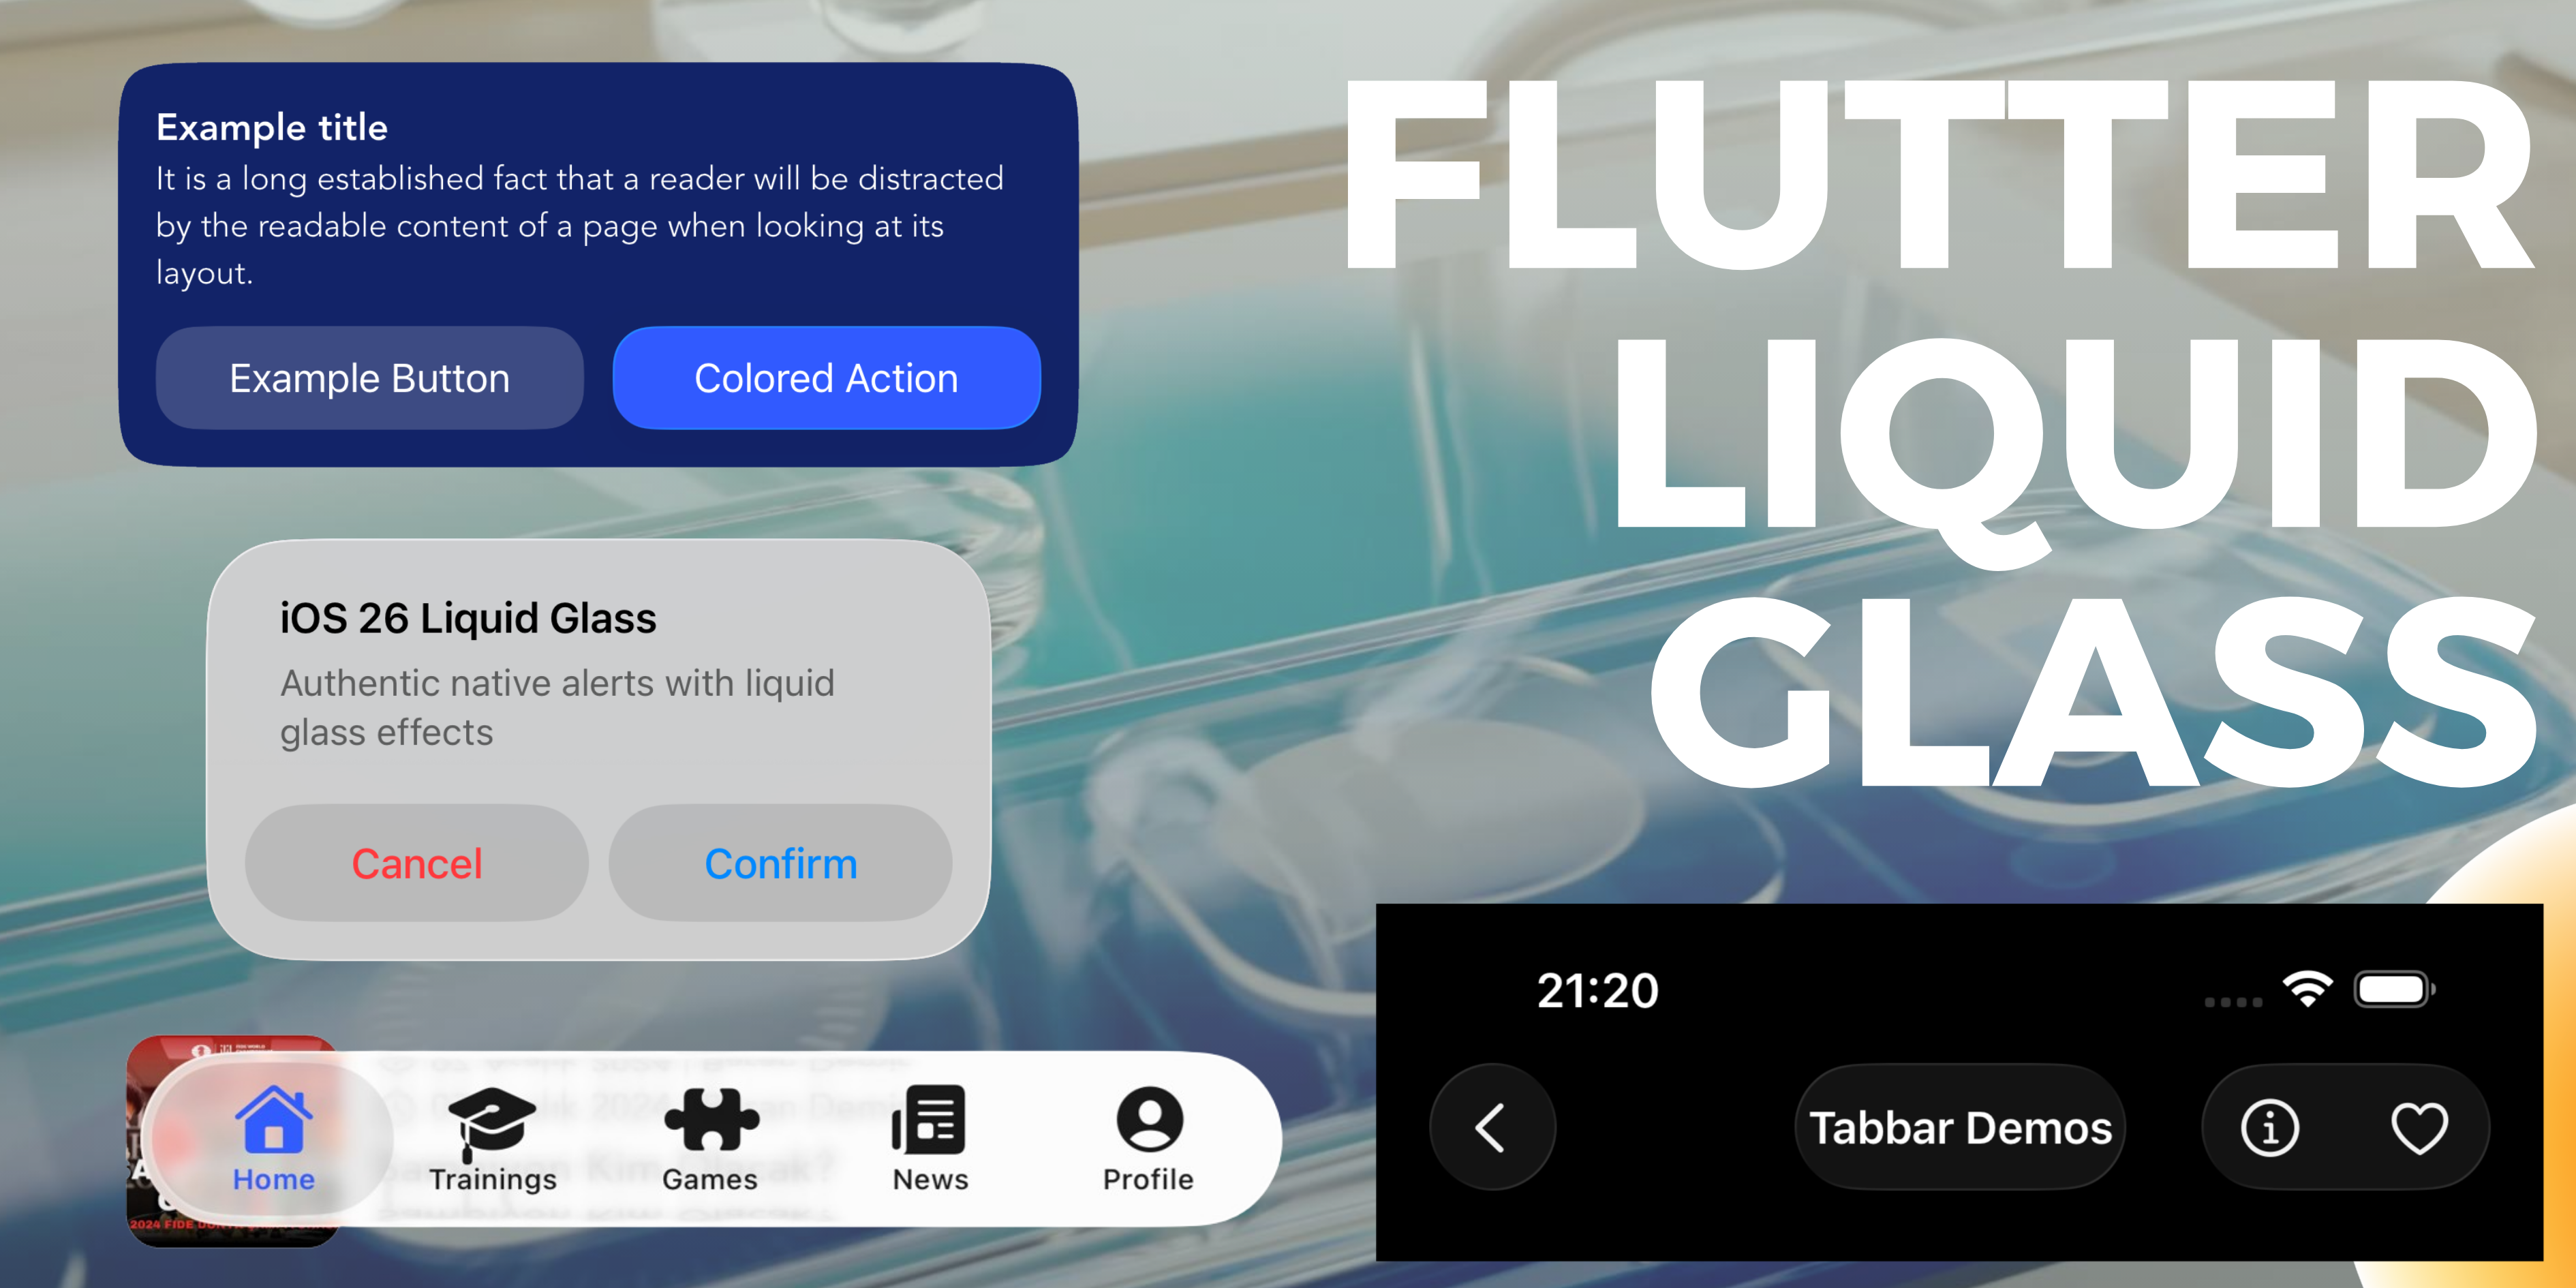 Example title
It is a long established fact that a reader will be distracted
by the readable content of a page when looking at its
layout.
Example Button
Colored Action
iOS 26 Liquid Glass
Authentic native alerts with liquid
glass effects
Cancel
Confirm
Home
Trainings
Games
News
Profile
2024 FIDE
FLUTTER
LIQUID
GLASS
21:20
Tabbar Demos